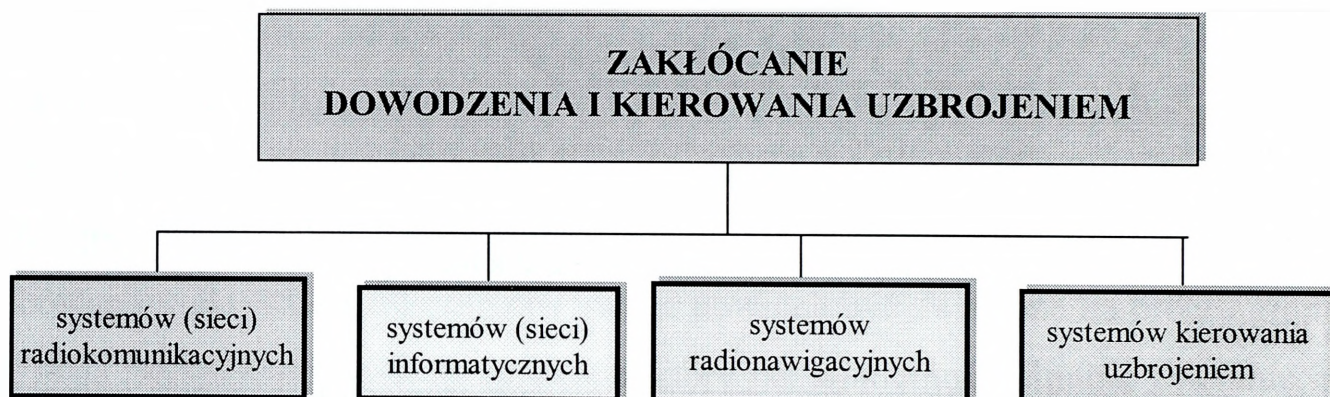 ZAKŁÓCANIE
DOWODZENIA I KIEROWANIA UZBROJENIEM
systemów (sieci)
radiokomunikacyjnych
systemów (sieci)
informatycznych
systemów
radionawigacyjnych
systemów kierowania
uzbrojeniem